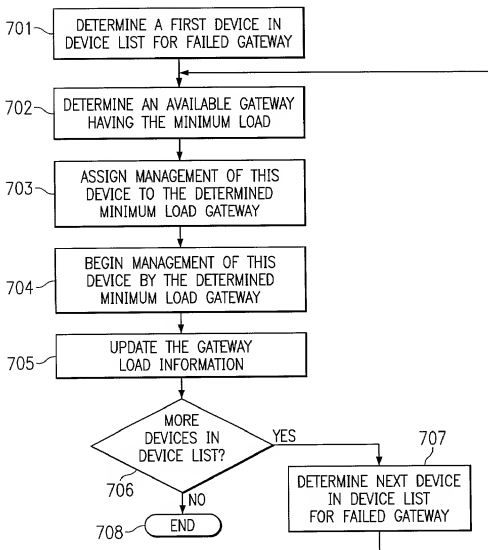 701
DETERMINE A FIRST DEVICE IN
DEVICE LIST FOR FAILED GATEWAY
702
DETERMINE AN AVAILABLE GATEWAY
HAVING THE MINIMUM LOAD
703
ASSIGN MANAGEMENT OF THIS
DEVICE TO THE DETERMINED
MINIMUM LOAD GATEWAY
704
BEGIN MANAGEMENT OF THIS
DEVICE BY THE DETERMINED
MINIMUM LOAD GATEWAY
705
UPDATE THE GATEWAY
LOAD INFORMATION
MORE
DEVICES IN
DEVICE LIST?
706
YES
NO
707
DETERMINE NEXT DEVICE
IN DEVICE LIST
FOR FAILED GATEWAY
708
END